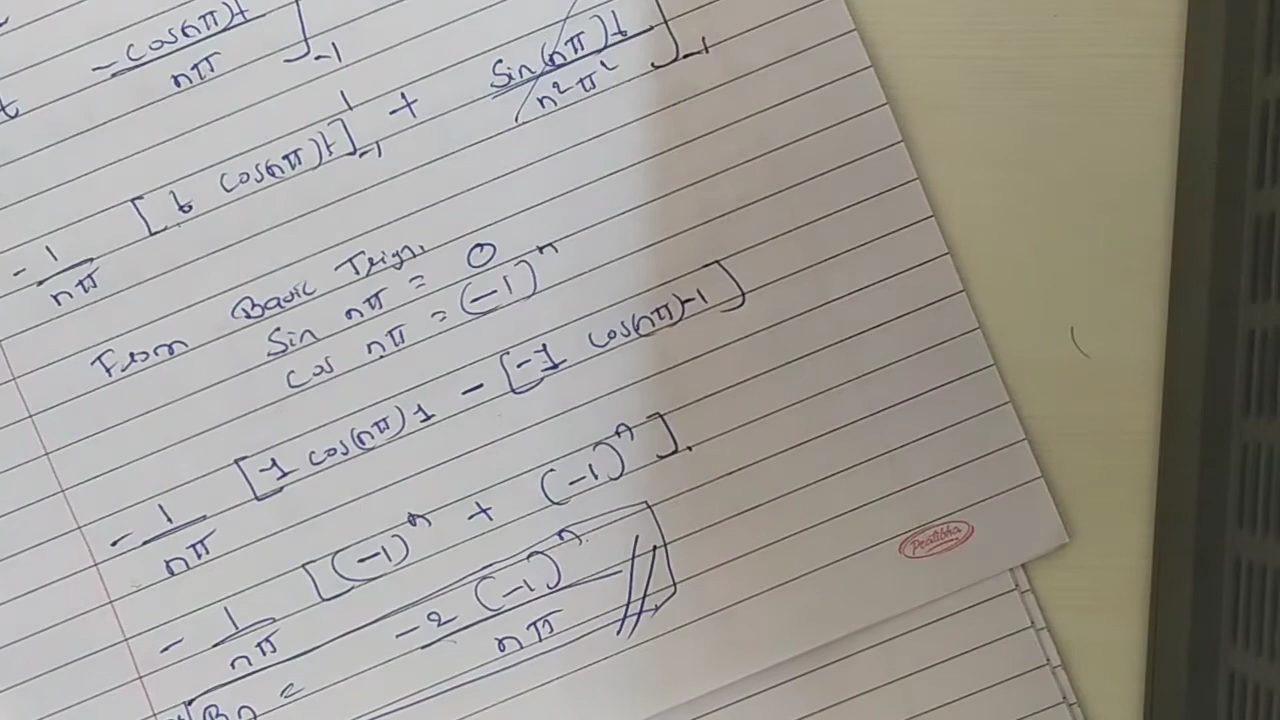 -cos(nπ)t / nπ ]₋₁ sin(nπ)t / n²π² ]₋₁
t
-1/nπ [t cos(nπ)t]¹₋₁ +
From Basic Trign.
Sin nπ = 0
cos nπ = (-1)ⁿ
-1/nπ [1 cos(nπ)1 - [-1 cos(nπ)-1]
-1/nπ [(-1)ⁿ + (-1)ⁿ].
Bn = -2(-1)ⁿ / nπ
Pratibha